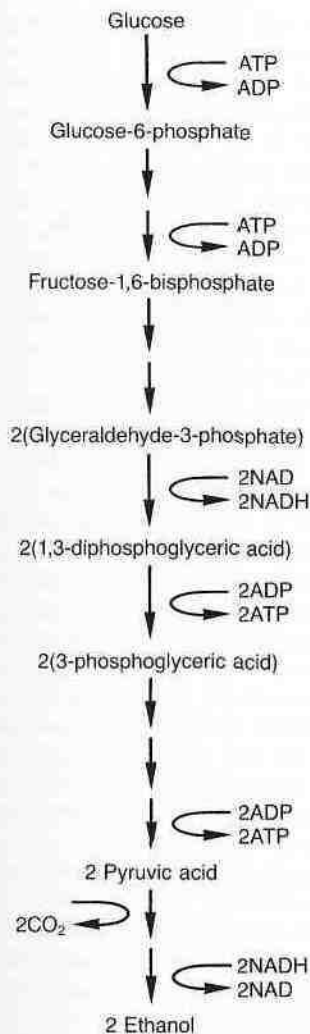 Glucose
ATP
ADP
Glucose-6-phosphate
ATP
ADP
Fructose-1,6-bisphosphate
2(Glyceraldehyde-3-phosphate)
2NAD
2NADH
2(1,3-diphosphoglyceric acid)
2ADP
2ATP
2(3-phosphoglyceric acid)
2ADP
2ATP
2 Pyruvic acid
2CO₂
2NADH
2NAD
2 Ethanol